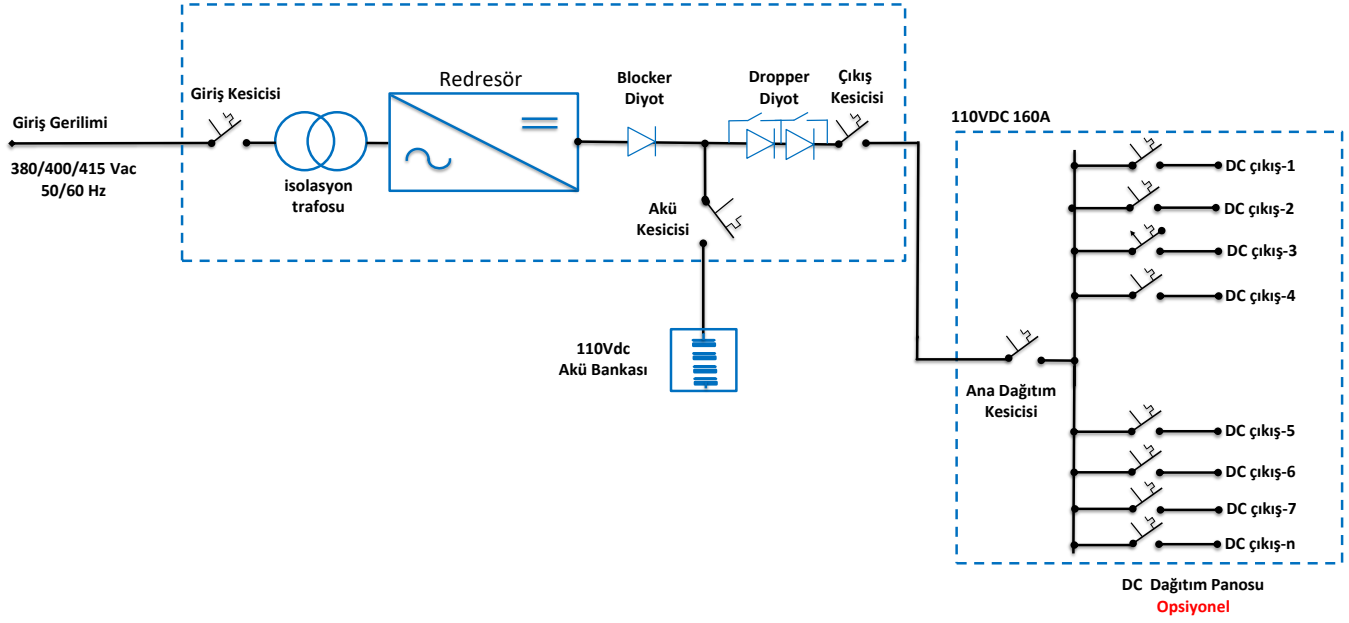 Giriş Gerilimi
380/400/415 Vac
50/60 Hz
Giriş Kesicisi
isolasyon
trafosu
Redresör
Blocker
Diyot
Dropper
Diyot
Çıkış
Kesicisi
Akü
Kesicisi
110Vdc
Akü Bankası
110VDC 160A
Ana Dağıtım
Kesicisi
DC çıkış-1
DC çıkış-2
DC çıkış-3
DC çıkış-4
DC çıkış-5
DC çıkış-6
DC çıkış-7
DC çıkış-n
DC Dağıtım Panosu
Opsiyonel